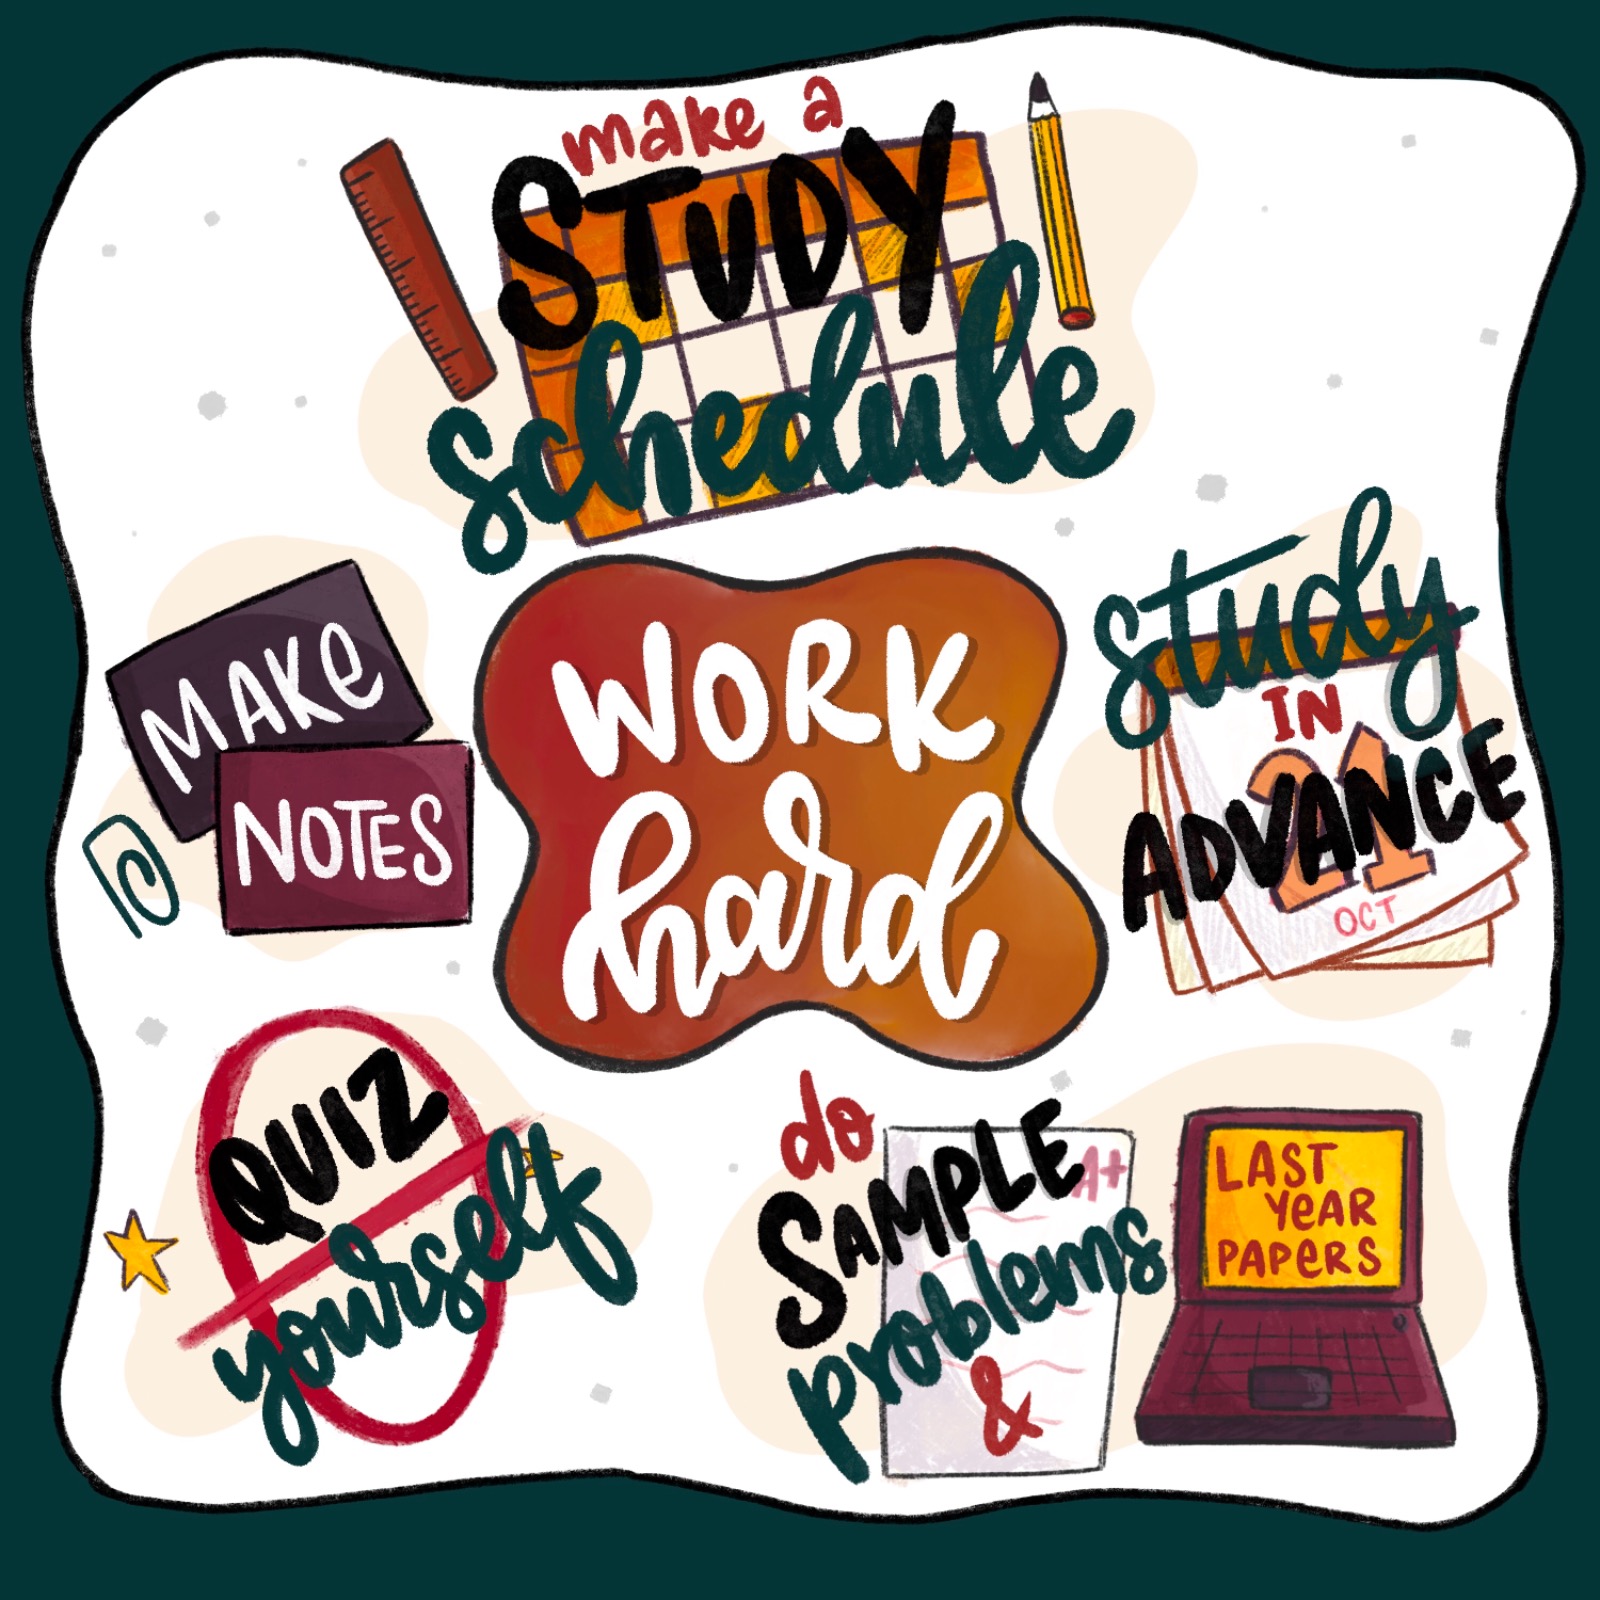 make a
STUDY
schedule
MAKE
NOTES
WORK
hard
study
IN
ADVANCE
21
OCT
QUIZ
yourself
do
SAMPLE
A+
problems
&
LAST
YEAR
PAPERS